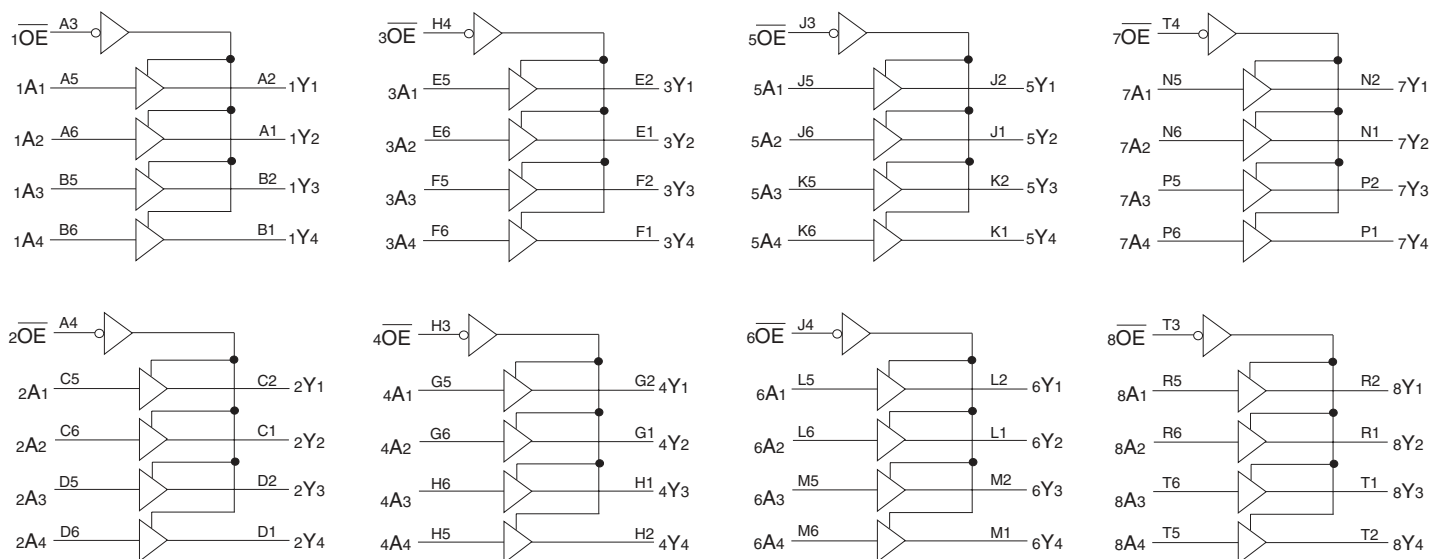 1OE A3 3OE H4 5OE J3 7OE T4
1A1 A5 A2 1Y1 3A1 E5 E2 3Y1 5A1 J5 J2 5Y1 7A1 N5 N2 7Y1
1A2 A6 A1 1Y2 3A2 E6 E1 3Y2 5A2 J6 J1 5Y2 7A2 N6 N1 7Y2
1A3 B5 B2 1Y3 3A3 F5 F2 3Y3 5A3 K5 K2 5Y3 7A3 P5 P2 7Y3
1A4 B6 B1 1Y4 3A4 F6 F1 3Y4 5A4 K6 K1 5Y4 7A4 P6 P1 7Y4
2OE A4 4OE H3 6OE J4 8OE T3
2A1 C5 C2 2Y1 4A1 G5 G2 4Y1 6A1 L5 L2 6Y1 8A1 R5 R2 8Y1
2A2 C6 C1 2Y2 4A2 G6 G1 4Y2 6A2 L6 L1 6Y2 8A2 R6 R1 8Y2
2A3 D5 D2 2Y3 4A3 H6 H1 4Y3 6A3 M5 M2 6Y3 8A3 T6 T1 8Y3
2A4 D6 D1 2Y4 4A4 H5 H2 4Y4 6A4 M6 M1 6Y4 8A4 T5 T2 8Y4